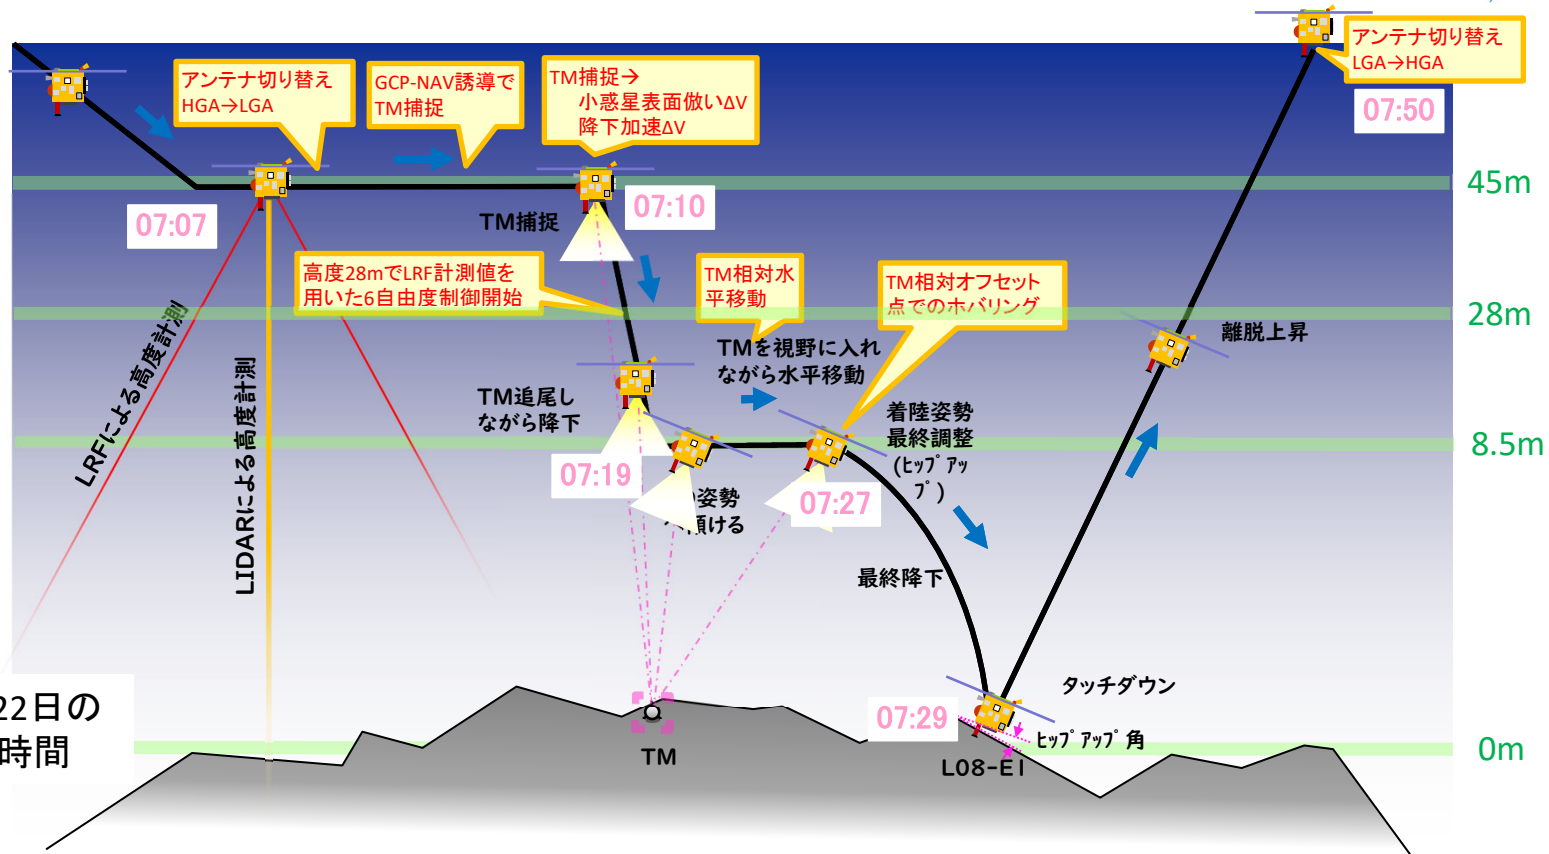 アンテナ切り替え
HGA→LGA
GCP-NAV誘導で
TM捕捉
TM捕捉→
小惑星表面倣いΔV
降下加速ΔV
アンテナ切り替え
LGA→HGA
07:50
45m
07:07
TM捕捉
07:10
高度28mでLRF計測値を
用いた6自由度制御開始
TM相対水
平移動
TM相対オフセット
点でのホバリング
28m
LRFによる高度計測
LIDARによる高度計測
TMを視野に入れ
ながら水平移動
離脱上昇
TM追尾し
ながら降下
着陸姿勢
最終調整
(ヒップアッ
プ)
8.5m
07:19
姿勢
傾ける
07:27
最終降下
タッチダウン
07:29
ヒップアップ角
0m
TM
L08-E1
22日の
時間